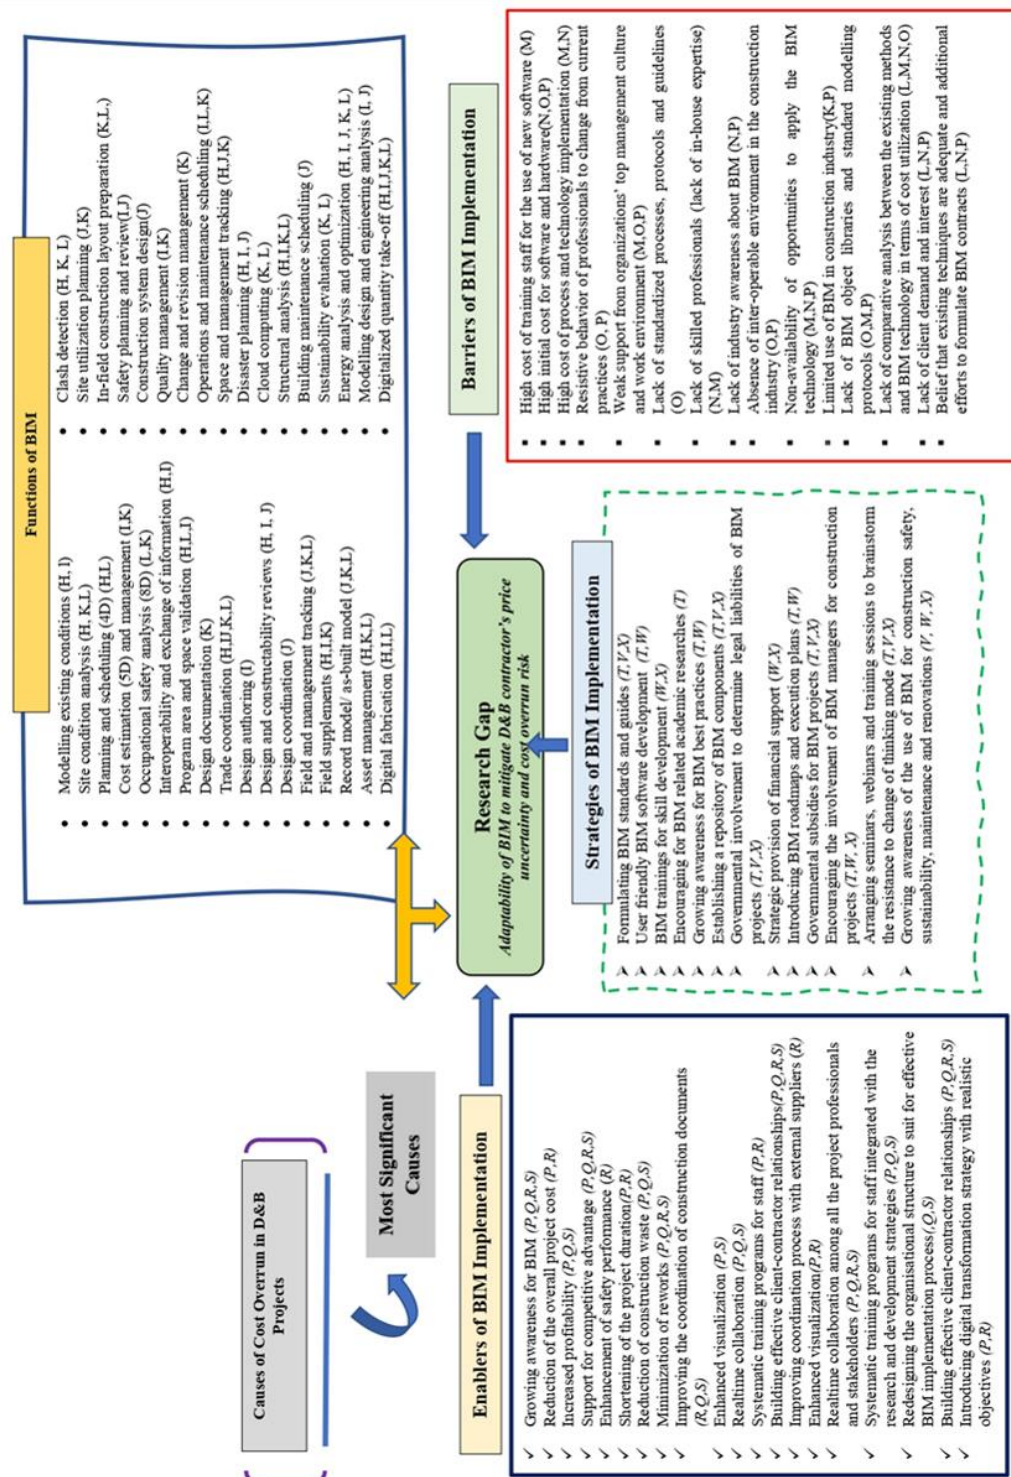 Causes of Cost Overrun in D&B
Projects
Most Significant
Causes
Functions of BIM
• Modelling existing conditions (H, I)
• Site condition analysis (H, K,L)
• Planning and scheduling (4D) (H,L)
• Cost estimation (5D) and management (I,K)
• Occupational safety analysis (8D) (L,K)
• Interoperability and exchange of information (H,I)
• Program area and space validation (H,L,I)
• Design documentation (K)
• Trade coordination (H,IJ,K,L)
• Design authoring (I)
• Design and constructability reviews (H, I, J)
• Design coordination (J)
• Field and management tracking (J,K,L)
• Field supplements (H,I,K)
• Record model/ as-built model (J,K,L)
• Asset management (H,K,L)
• Digital fabrication (H,I,L)
• Clash detection (H, K, L)
• Site utilization planning (J,K)
• In-field construction layout preparation (K,L,)
• Safety planning and review(I,J)
• Construction system design(J)
• Quality management (I,K)
• Change and revision management (K)
• Operations and maintenance scheduling (I,L,K)
• Space and management tracking (H,J,K)
• Disaster planning (H, I, J)
• Cloud computing (K, L)
• Structural analysis (H,I,K,L)
• Building maintenance scheduling (J)
• Sustainability evaluation (K, L)
• Energy analysis and optimization (H, I, J, K, L)
• Modelling design and engineering analysis (I, J)
• Digitalized quantity take-off (H,I,J,K,L)
Enablers of BIM Implementation
✓ Growing awareness for BIM (P,Q,R,S)
✓ Reduction of the overall project cost (P,R)
✓ Increased profitability (P,Q,S)
✓ Support for competitive advantage (P,Q,R,S)
✓ Enhancement of safety performance (R)
✓ Shortening of the project duration(P,R)
✓ Reduction of construction waste (P,Q,S)
✓ Minimization of reworks (P,Q,R,S)
✓ Improving the coordination of construction documents
(R,Q,S)
✓ Enhanced visualization (P,S)
✓ Realtime collaboration (P,Q,S)
✓ Systematic training programs for staff (P,R)
✓ Building effective client-contractor relationships(P,Q,R,S)
✓ Improving coordination process with external suppliers (R)
✓ Enhanced visualization(P,R)
✓ Realtime collaboration among all the project professionals
and stakeholders (P,Q,R,S)
✓ Systematic training programs for staff integrated with the
research and development strategies (P,Q,S)
✓ Redesigning the organisational structure to suit for effective
BIM implementation process(,Q,S)
✓ Building effective client-contractor relationships (P,Q,R,S)
✓ Introducing digital transformation strategy with realistic
objectives (P,R)
Research Gap
Adaptability of BIM to mitigate D&B contractor's price
uncertainty and cost overrun risk
Strategies of BIM Implementation
➢ Formulating BIM standards and guides (T,V,X)
➢ User friendly BIM software development (T,W)
➢ BIM trainings for skill development (W,X)
➢ Encouraging for BIM related academic researches (T)
➢ Growing awareness for BIM best practices (T,W)
➢ Establishing a repository of BIM components (T,V,X)
➢ Governmental involvement to determine legal liabilities of BIM
projects (T,V,X)
➢ Strategic provision of financial support (W,X)
➢ Introducing BIM roadmaps and execution plans (T,W)
➢ Governmental subsidies for BIM projects (T,V,X)
➢ Encouraging the involvement of BIM managers for construction
projects (T,W, X)
➢ Arranging seminars, webinars and training sessions to brainstorm
the resistance to change of thinking mode (T,V,X)
➢ Growing awareness of the use of BIM for construction safety,
sustainability, maintenance and renovations (V, W, X)
Barriers of BIM Implementation
▪ High cost of training staff for the use of new software (M)
▪ High initial cost for software and hardware(N,O,P)
▪ High cost of process and technology implementation (M,N)
▪ Resistive behavior of professionals to change from current
practices (O, P)
▪ Weak support from organizations' top management culture
and work environment (M,O,P)
▪ Lack of standardized processes, protocols and guidelines
(O)
▪ Lack of skilled professionals (lack of in-house expertise)
(N,M)
▪ Lack of industry awareness about BIM (N,P)
▪ Absence of inter-operable environment in the construction
industry (O,P)
▪ Non-availability of opportunities to apply the BIM
technology (M,N,P)
▪ Limited use of BIM in construction industry(K,P)
▪ Lack of BIM object libraries and standard modelling
protocols (O,M,P)
▪ Lack of comparative analysis between the existing methods
and BIM technology in terms of cost utilization (L,M,N,O)
▪ Lack of client demand and interest (L,N,P)
▪ Belief that existing techniques are adequate and additional
efforts to formulate BIM contracts (L,N,P)